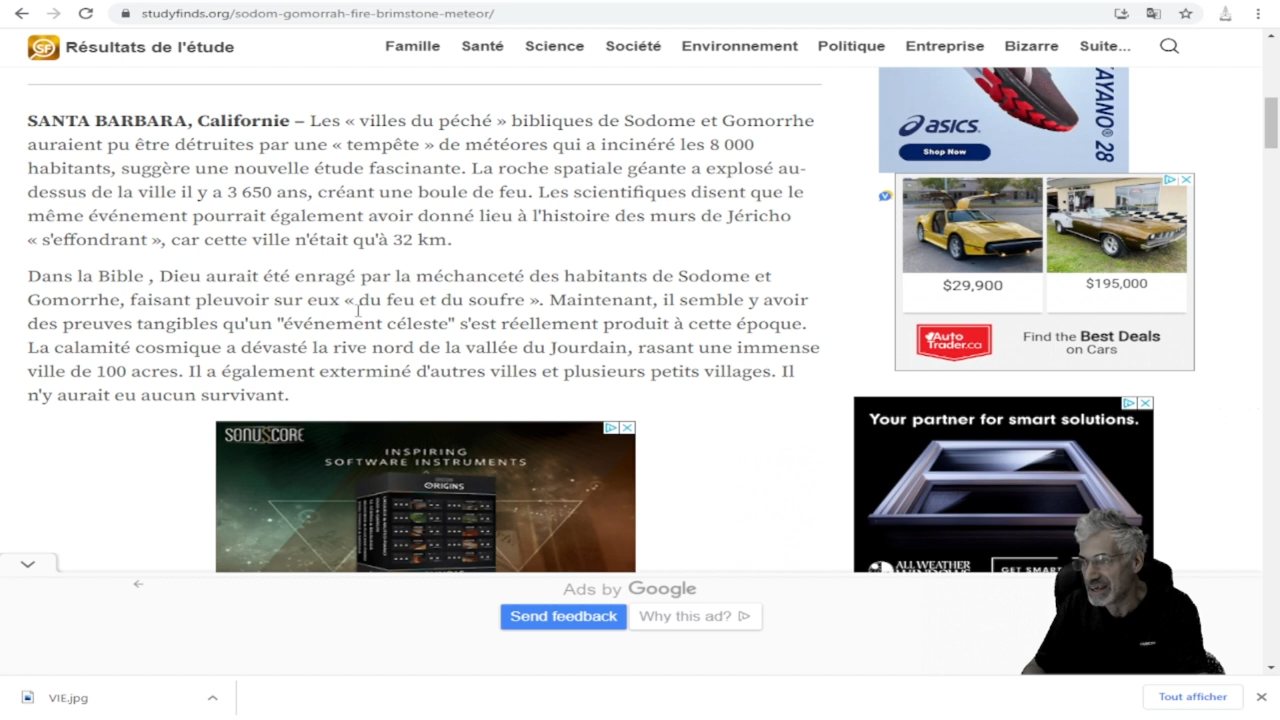 studyfinds.org/sodom-gomorrah-fire-brimstone-meteor/
SF Résultats de l'étude
Famille Santé Science Société Environnement Politique Entreprise Bizarre Suite...
SANTA BARBARA, Californie – Les « villes du péché » bibliques de Sodome et Gomorrhe
auraient pu être détruites par une « tempête » de météores qui a incinéré les 8 000
habitants, suggère une nouvelle étude fascinante. La roche spatiale géante a explosé au-
dessus de la ville il y a 3 650 ans, créant une boule de feu. Les scientifiques disent que le
même événement pourrait également avoir donné lieu à l'histoire des murs de Jéricho
« s'effondrant », car cette ville n'était qu'à 32 km.
Dans la Bible , Dieu aurait été enragé par la méchanceté des habitants de Sodome et
Gomorrhe, faisant pleuvoir sur eux « du feu et du soufre ». Maintenant, il semble y avoir
des preuves tangibles qu'un "événement céleste" s'est réellement produit à cette époque.
La calamité cosmique a dévasté la rive nord de la vallée du Jourdain, rasant une immense
ville de 100 acres. Il a également exterminé d'autres villes et plusieurs petits villages. Il
n'y aurait eu aucun survivant.
AYANO® 28
asics
Shop Now
$29,900 $195,000
AutoTrader.ca
Find the Best Deals
on Cars
SONUSCORE
INSPIRING
SOFTWARE INSTRUMENTS
ORIGINS
Your partner for smart solutions.
ALL WEATHER
WINDOWS
GET SMART
Ads by Google
Send feedback
Why this ad?
VIE.jpg
Tout afficher